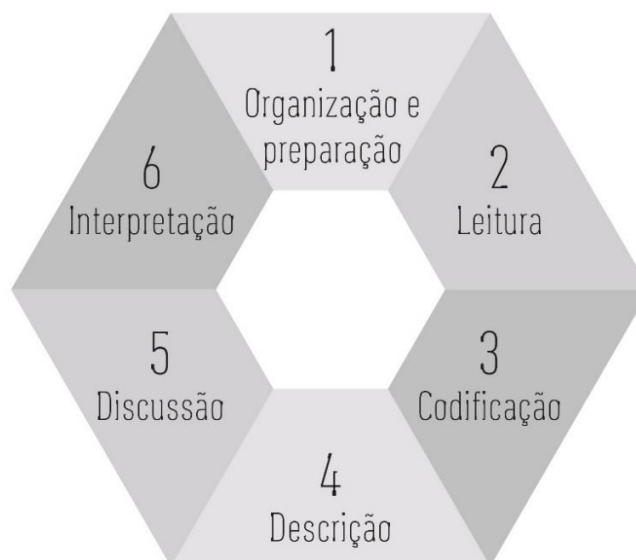 1
Organização e
preparação
2
Leitura
3
Codificação
4
Descrição
5
Discussão
6
Interpretação